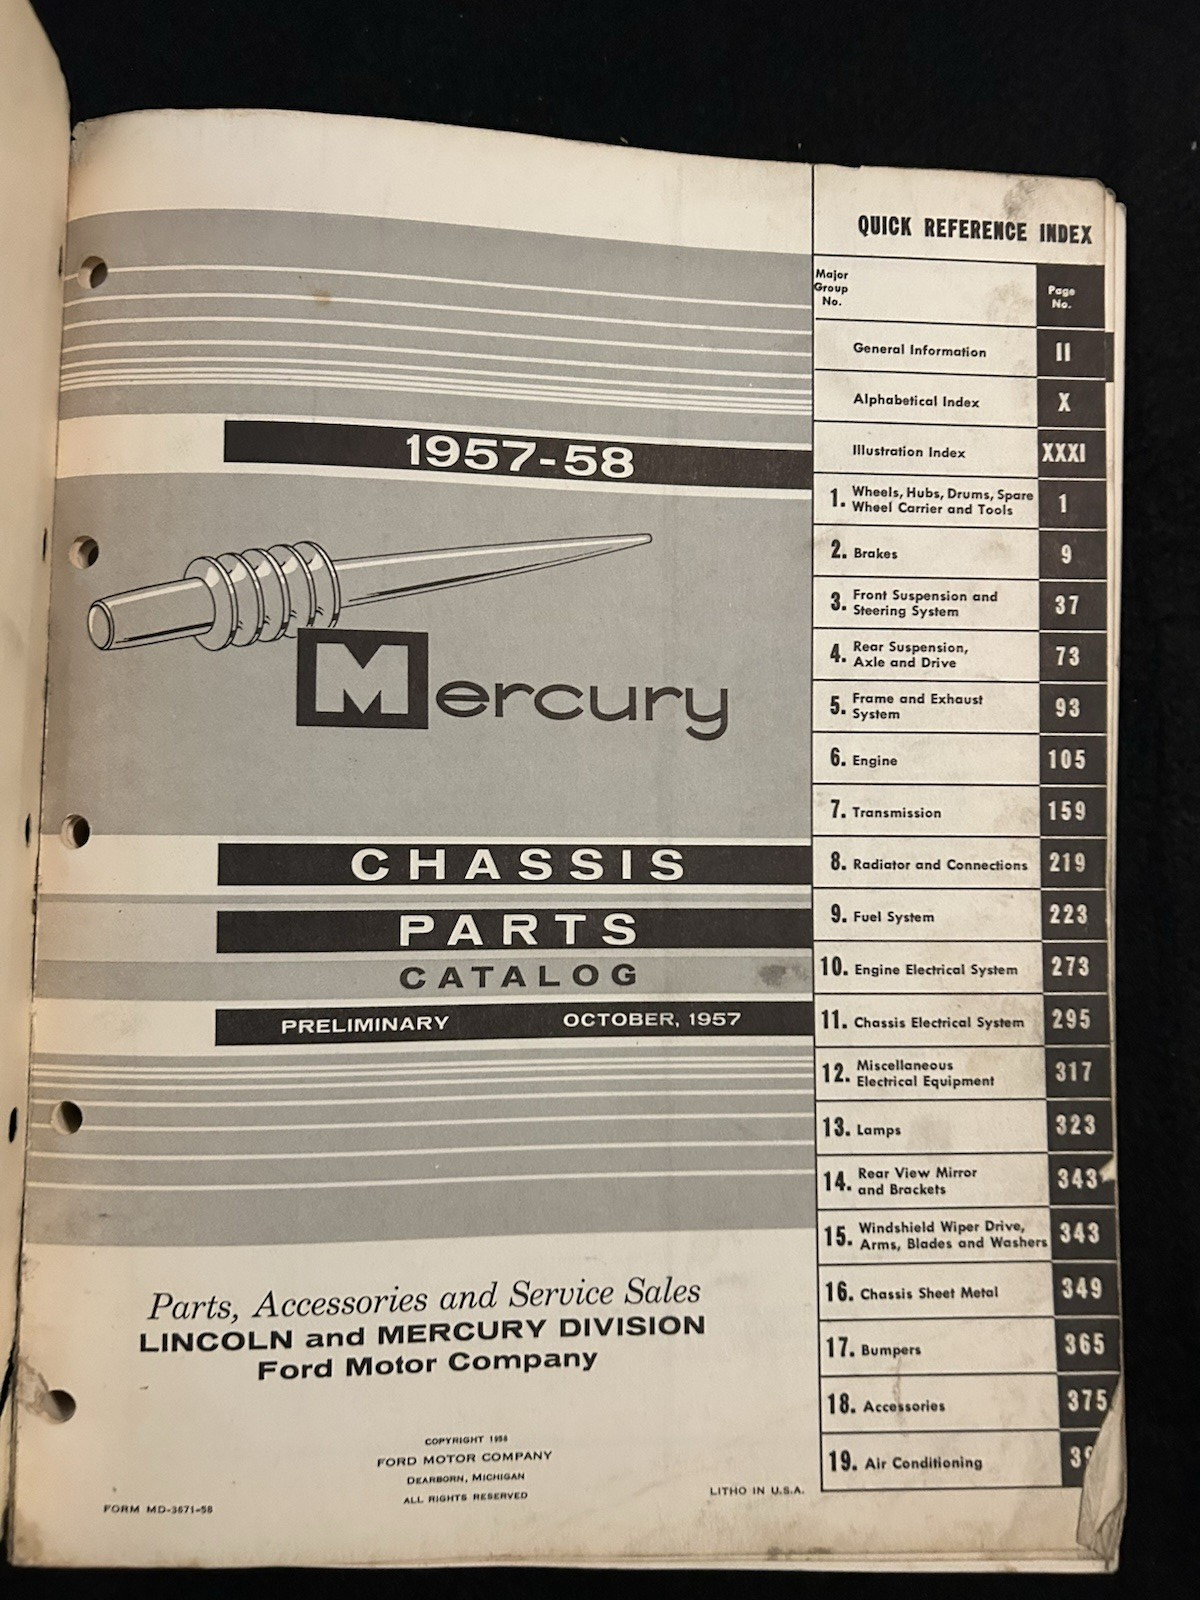 1957-58
Mercury
CHASSIS
PARTS
CATALOG
PRELIMINARY OCTOBER, 1957
Parts, Accessories and Service Sales
LINCOLN and MERCURY DIVISION
Ford Motor Company
COPYRIGHT
FORD MOTOR COMPANY
DEARBORN, MICHIGAN
ALL RIGHTS RESERVED
FORM MD-3671-58
LITHO IN U.S.A.
QUICK REFERENCE INDEX
Major
Group
No.
Page
No.
General Information II
Alphabetical Index X
Illustration Index XXXI
1. Wheels, Hubs, Drums, Spare
Wheel Carrier and Tools 1
2. Brakes 9
3. Front Suspension and
Steering System 37
4. Rear Suspension,
Axle and Drive 73
5. Frame and Exhaust
System 93
6. Engine 105
7. Transmission 159
8. Radiator and Connections 219
9. Fuel System 223
10. Engine Electrical System 273
11. Chassis Electrical System 295
12. Miscellaneous
Electrical Equipment 317
13. Lamps 323
14. Rear View Mirror
and Brackets 343
15. Windshield Wiper Drive,
Arms, Blades and Washers 343
16. Chassis Sheet Metal 349
17. Bumpers 365
18. Accessories 375
19. Air Conditioning